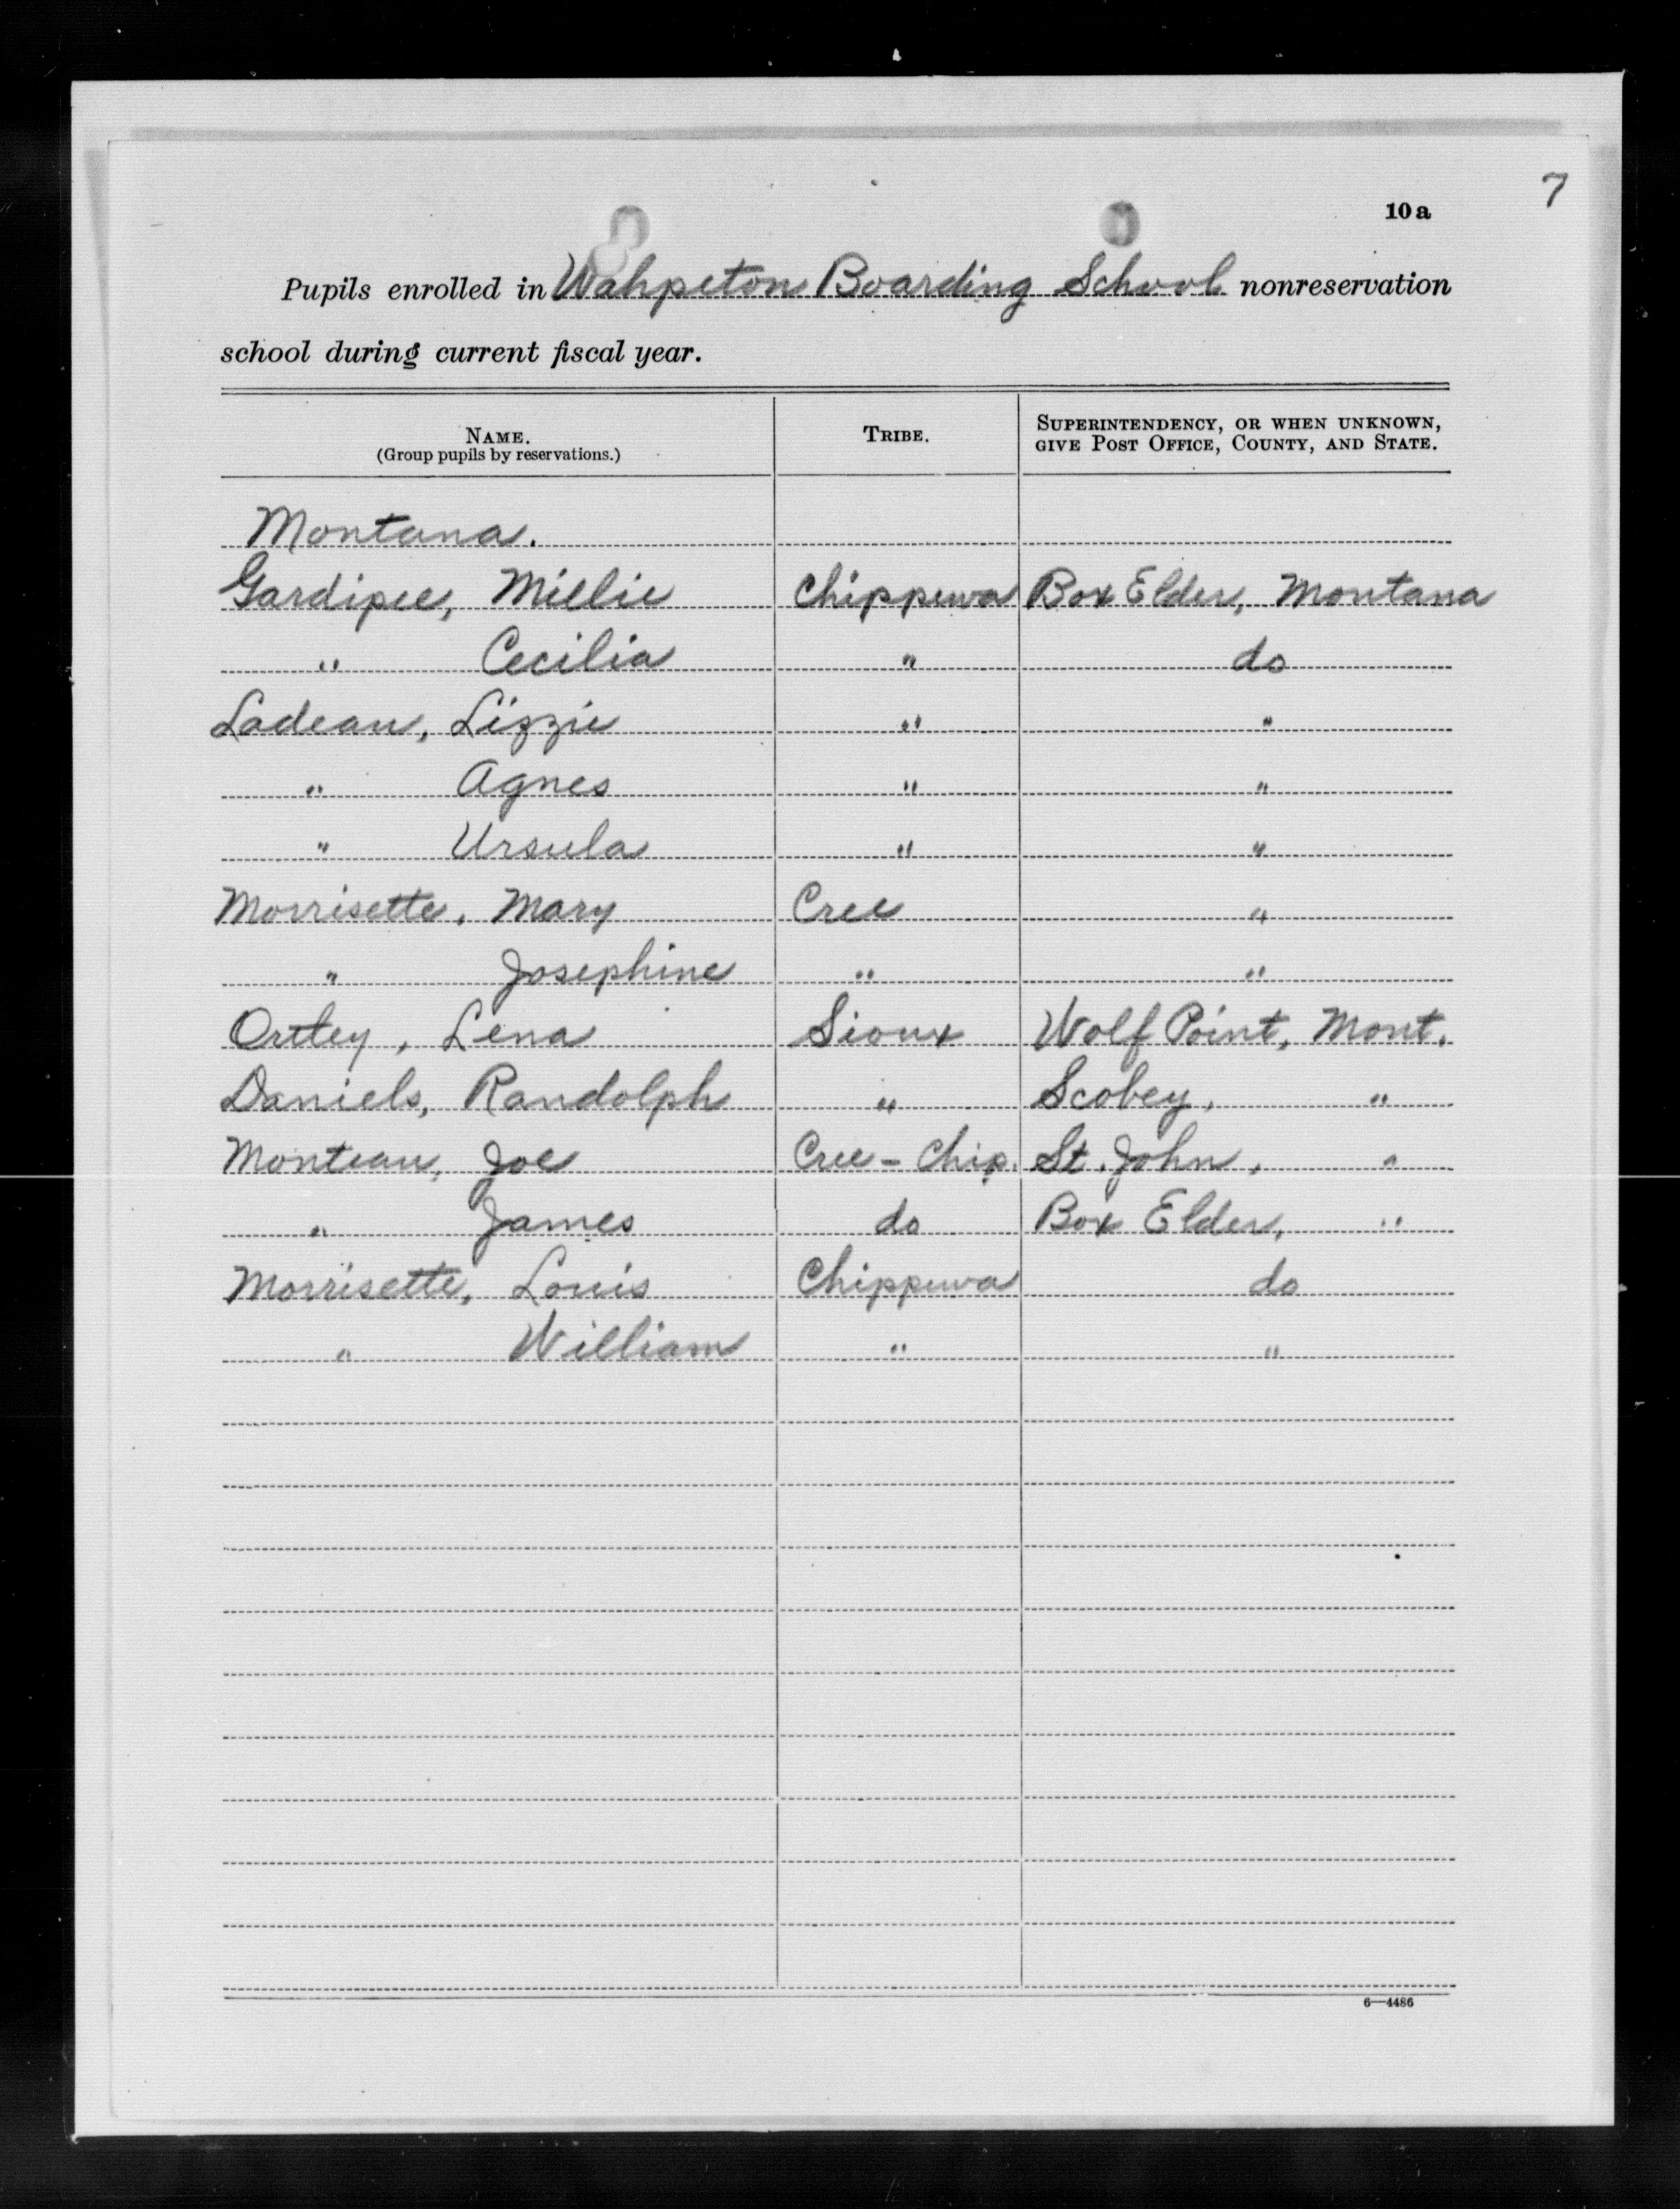 7
10 a
Pupils enrolled in Wahpeton Boarding School nonreservation
school during current fiscal year.
NAME. TRIBE. SUPERINTENDENCY, OR WHEN UNKNOWN,
(Group pupils by reservations.) GIVE POST OFFICE, COUNTY, AND STATE.
Montana.
Gardipee, Millie Chippewa Box Elder, Montana
" Cecilia " do
Ladeau, Lizzie " "
" Agnes " "
" Ursula " "
Morrisette, Mary Cree "
" Josephine " "
Ortley, Lena Sioux Wolf Point, Mont.
Daniels, Randolph " Scobey, "
Monteau, Joe Cree - Chip. St. John, "
" James do Box Elder, "
Morrisette, Louis Chippewa do
" William " "
6—4486